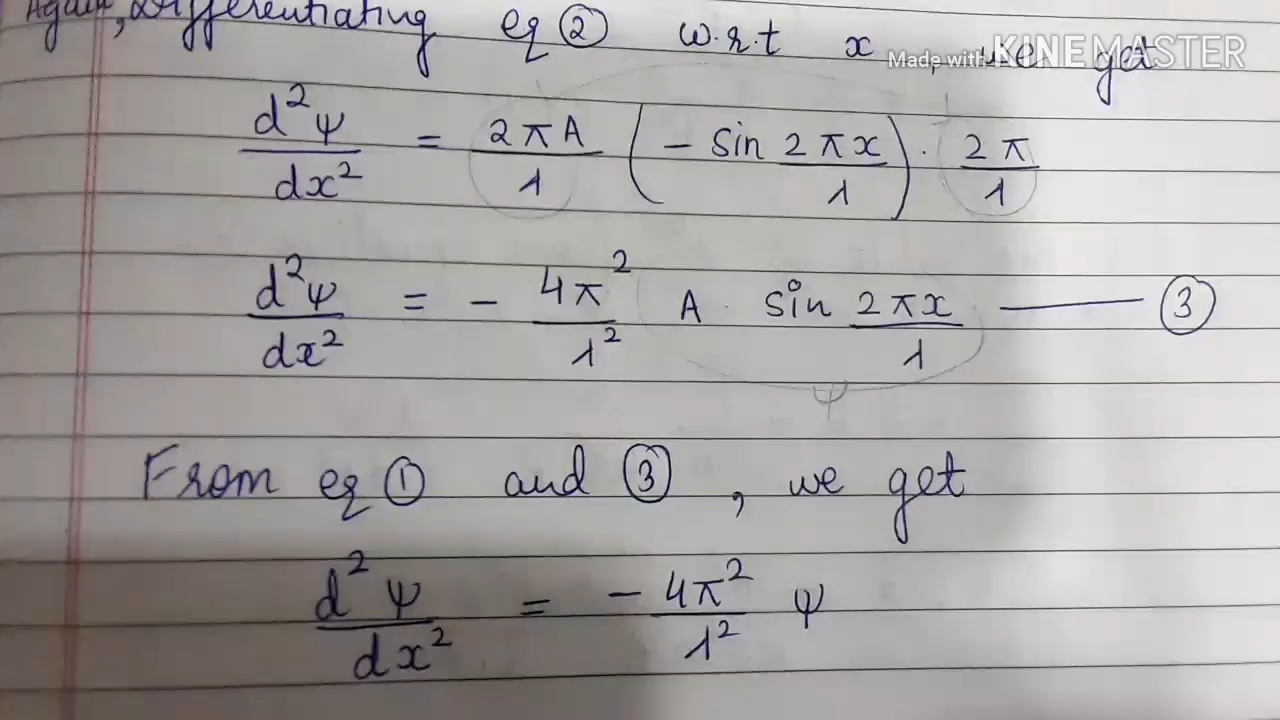 Again, Differentiating eq ② w.r.t x, we get
Made with KINEMASTER
d²ψ/dx² = 2πA/λ (- sin 2πx/λ) · 2π/λ
d²ψ/dx² = - 4π²/λ² A · sin 2πx/λ —— ③
ψ
From eq ① and ③, we get
d²ψ/dx² = - 4π²/λ² ψ